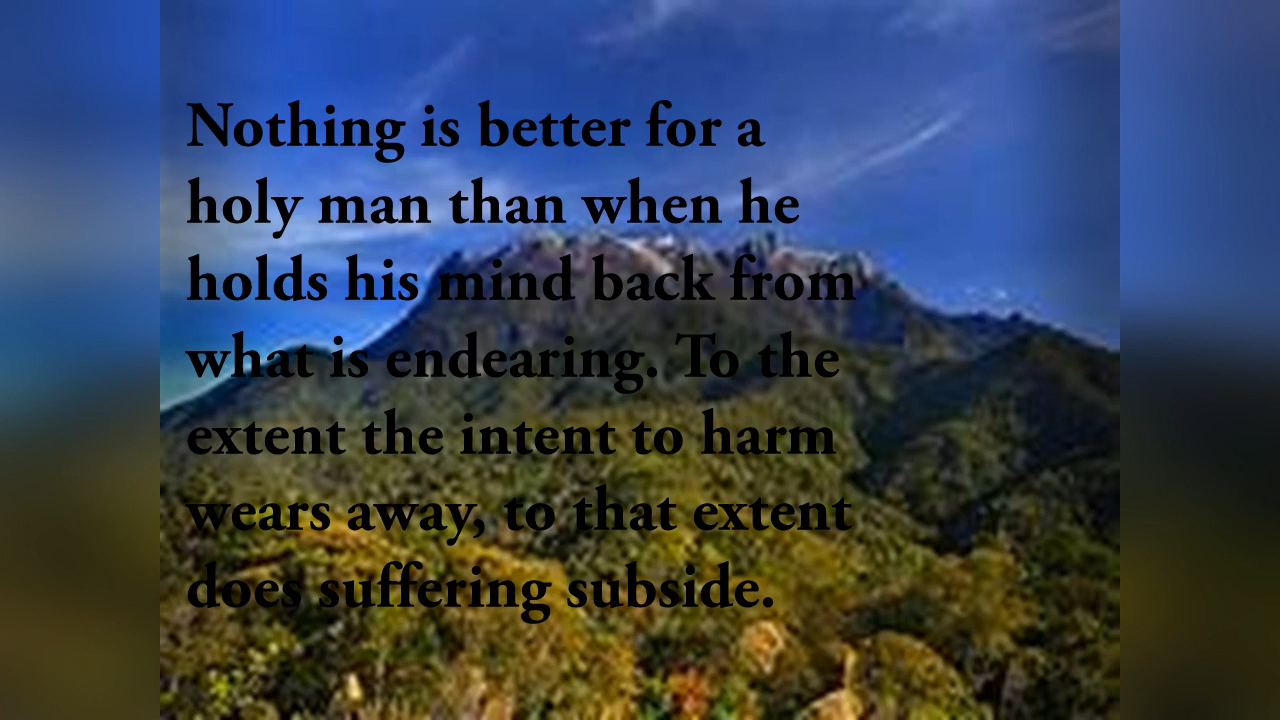 Nothing is better for a
holy man than when he
holds his mind back from
what is endearing. To the
extent the intent to harm
wears away, to that extent
does suffering subside.